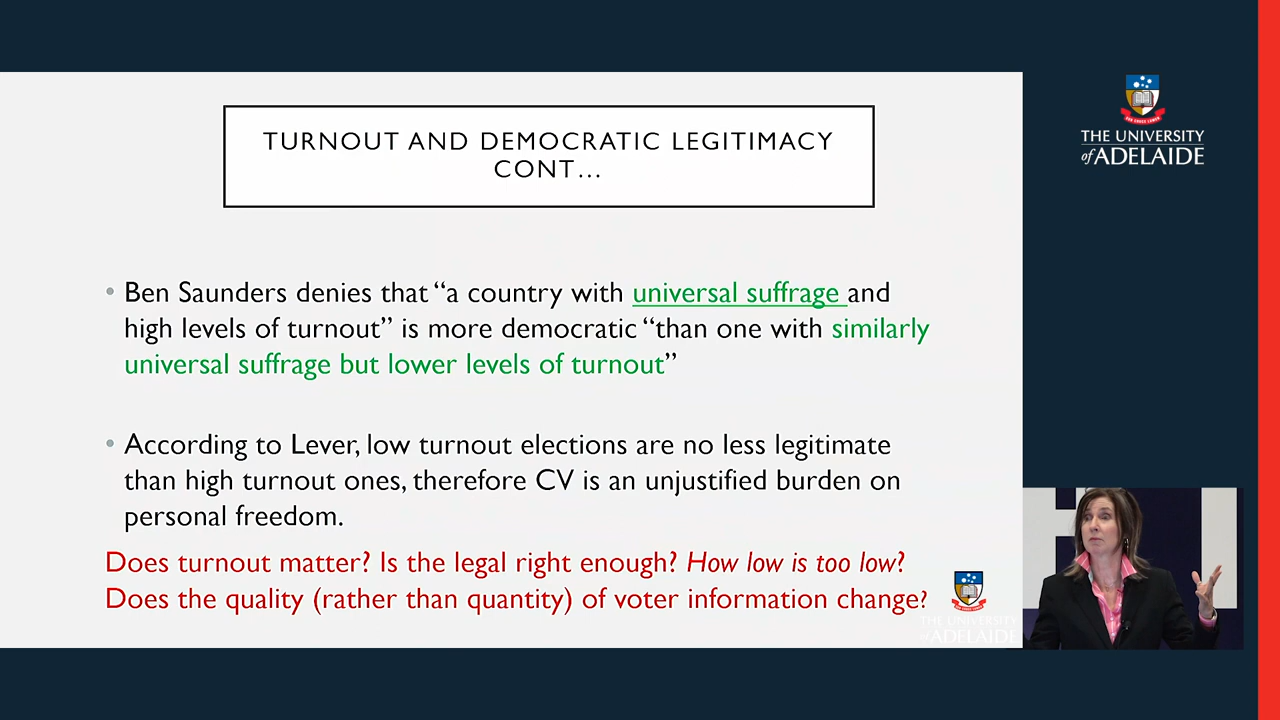 TURNOUT AND DEMOCRATIC LEGITIMACY
CONT...
• Ben Saunders denies that “a country with universal suffrage and
high levels of turnout” is more democratic “than one with similarly
universal suffrage but lower levels of turnout”
• According to Lever, low turnout elections are no less legitimate
than high turnout ones, therefore CV is an unjustified burden on
personal freedom.
Does turnout matter? Is the legal right enough? How low is too low?
Does the quality (rather than quantity) of voter information change?
THE UNIVERSITY
of ADELAIDE
THE UNIVERSITY
of ADELAIDE